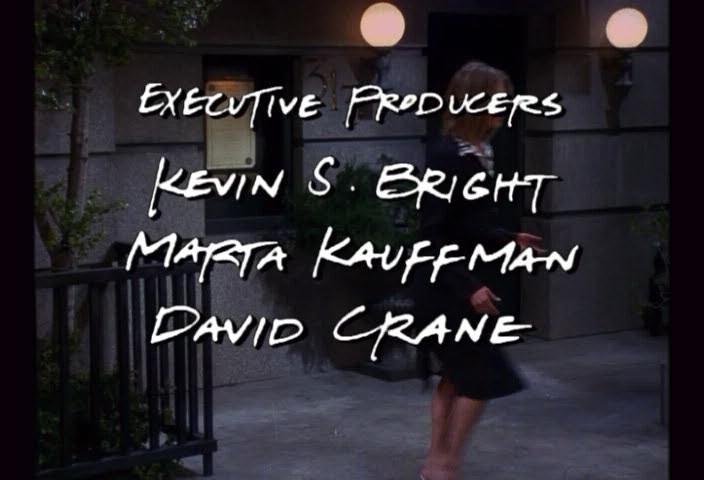 EXECUTIVE PRODUCERS
KEVIN S. BRIGHT
MARTA KAUFFMAN
DAVID CRANE